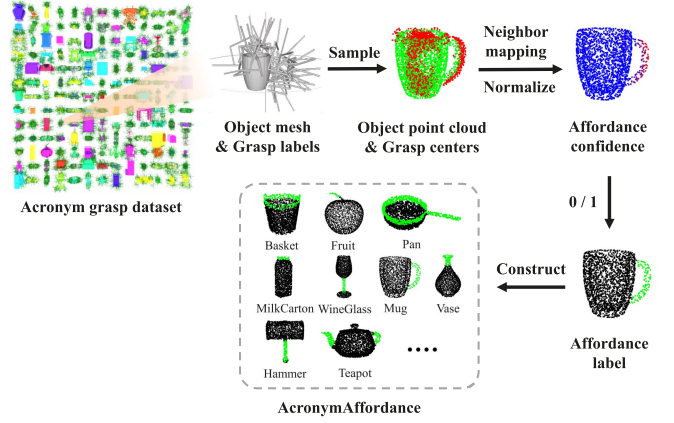 Acronym grasp dataset
Object mesh
& Grasp labels
Sample
Object point cloud
& Grasp centers
Neighbor
mapping
Normalize
Affordance
confidence
0 / 1
Affordance
label
Construct
Basket
Fruit
Pan
MilkCarton
WineGlass
Mug
Vase
Hammer
Teapot
AcronymAffordance